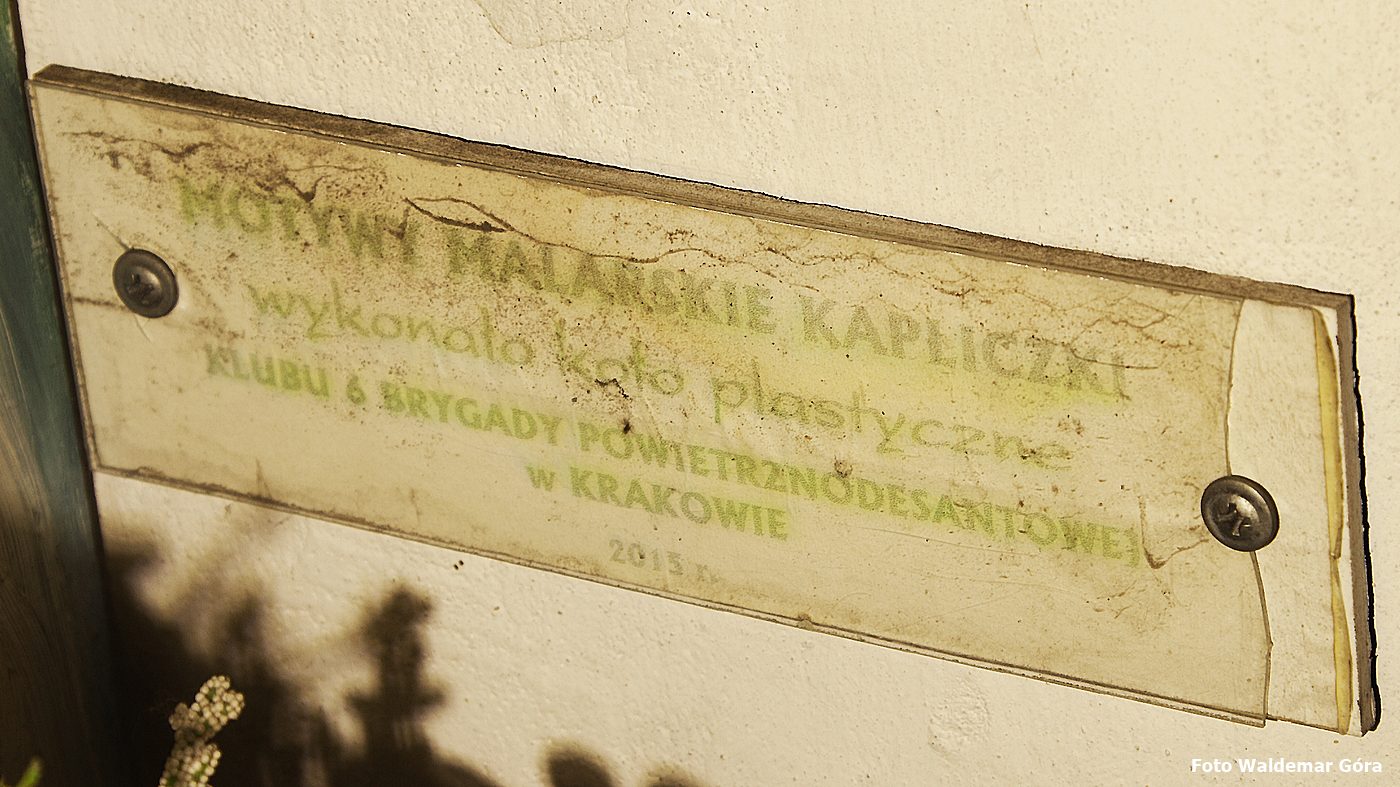 MOTYWY MALARSKIE KAPLICZKI
wykonało koło plastyczne
KLUBU 6 BRYGADY POWIETRZNODESANTOWEJ
w KRAKOWIE
2015 r.
Foto Waldemar Góra